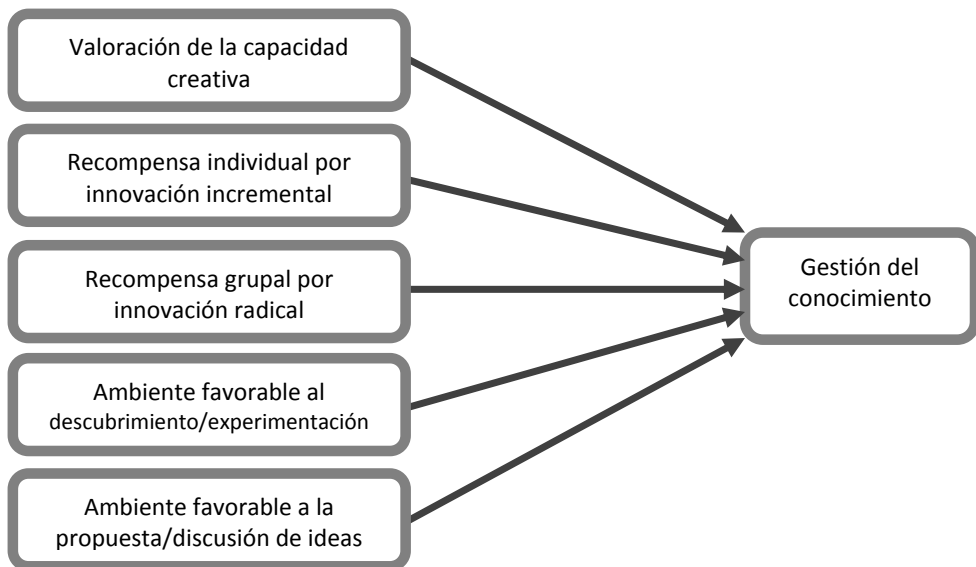 Valoración de la capacidad
creativa
Recompensa individual por
innovación incremental
Recompensa grupal por
innovación radical
Ambiente favorable al
descubrimiento/experimentación
Ambiente favorable a la
propuesta/discusión de ideas
Gestión del
conocimiento